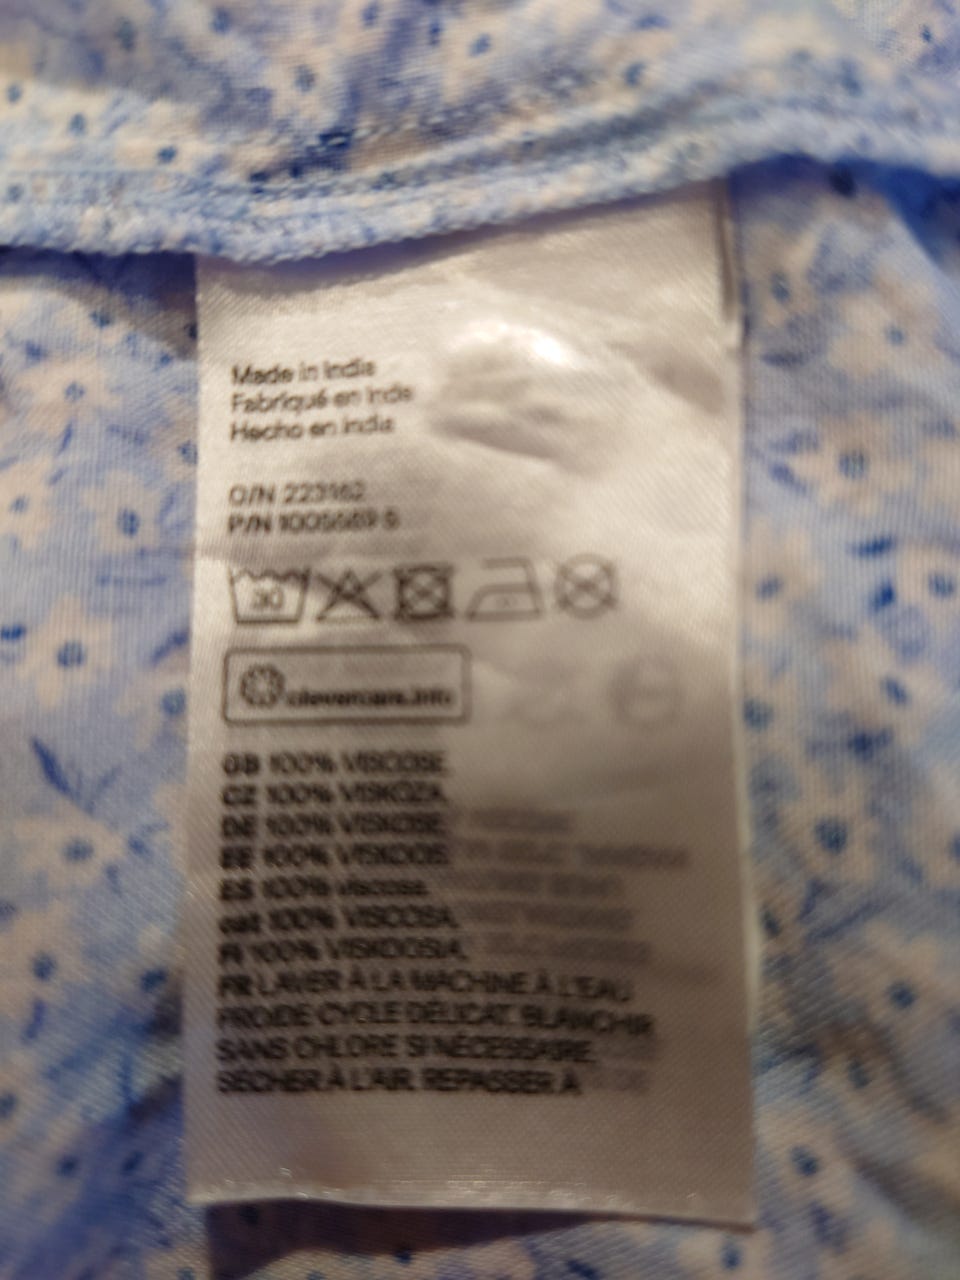 Made in India
Fabriqué en Inde
Hecho en India
O/N 223162
P/N
30
clevercare.info
GB 100% VISCOSE.
CZ 100% VISKÓZA.
DE 100% VISKOSE.
EE 100% VISKOOS.
ES 100% viscosa.
cat 100% VISCOSA.
FI 100% VISKOOSIA.
FR LAVER À LA MACHINE À L'EAU
FROIDE CYCLE DÉLICAT. BLANCHIR
SANS CHLORE SI NÉCESSAIRE.
SÉCHER À L'AIR. REPASSER À